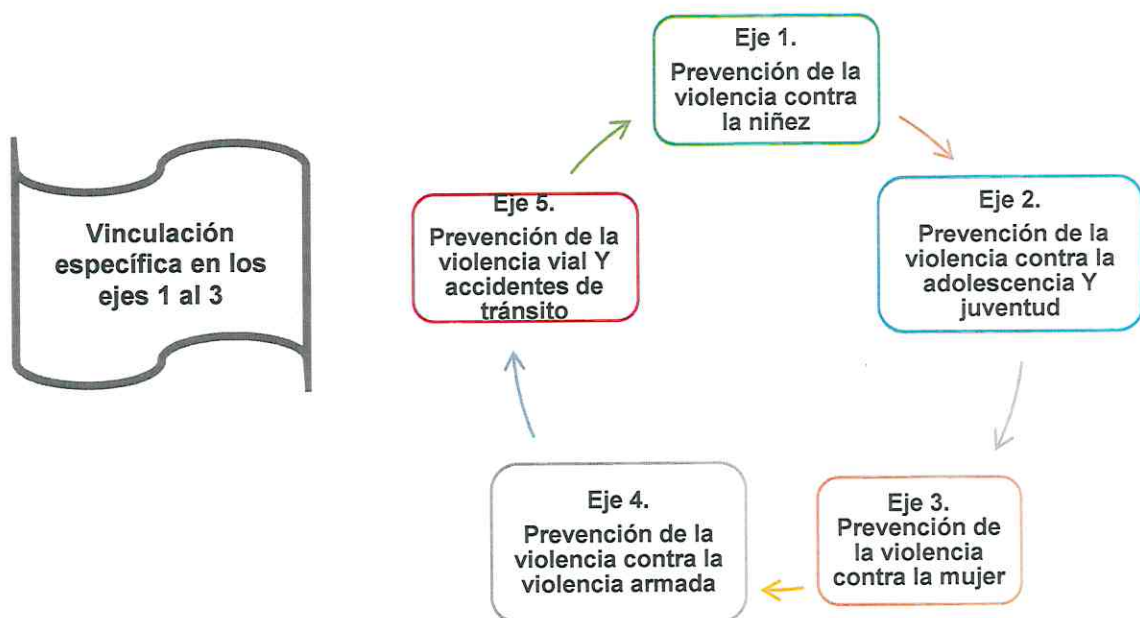 Vinculación
específica en los
ejes 1 al 3
Eje 1.
Prevención de la
violencia contra
la niñez
Eje 2.
Prevención de la
violencia contra la
adolescencia Y
juventud
Eje 3.
Prevención de
la violencia
contra la mujer
Eje 4.
Prevención de la
violencia contra la
violencia armada
Eje 5.
Prevención de la
violencia vial Y
accidentes de
tránsito